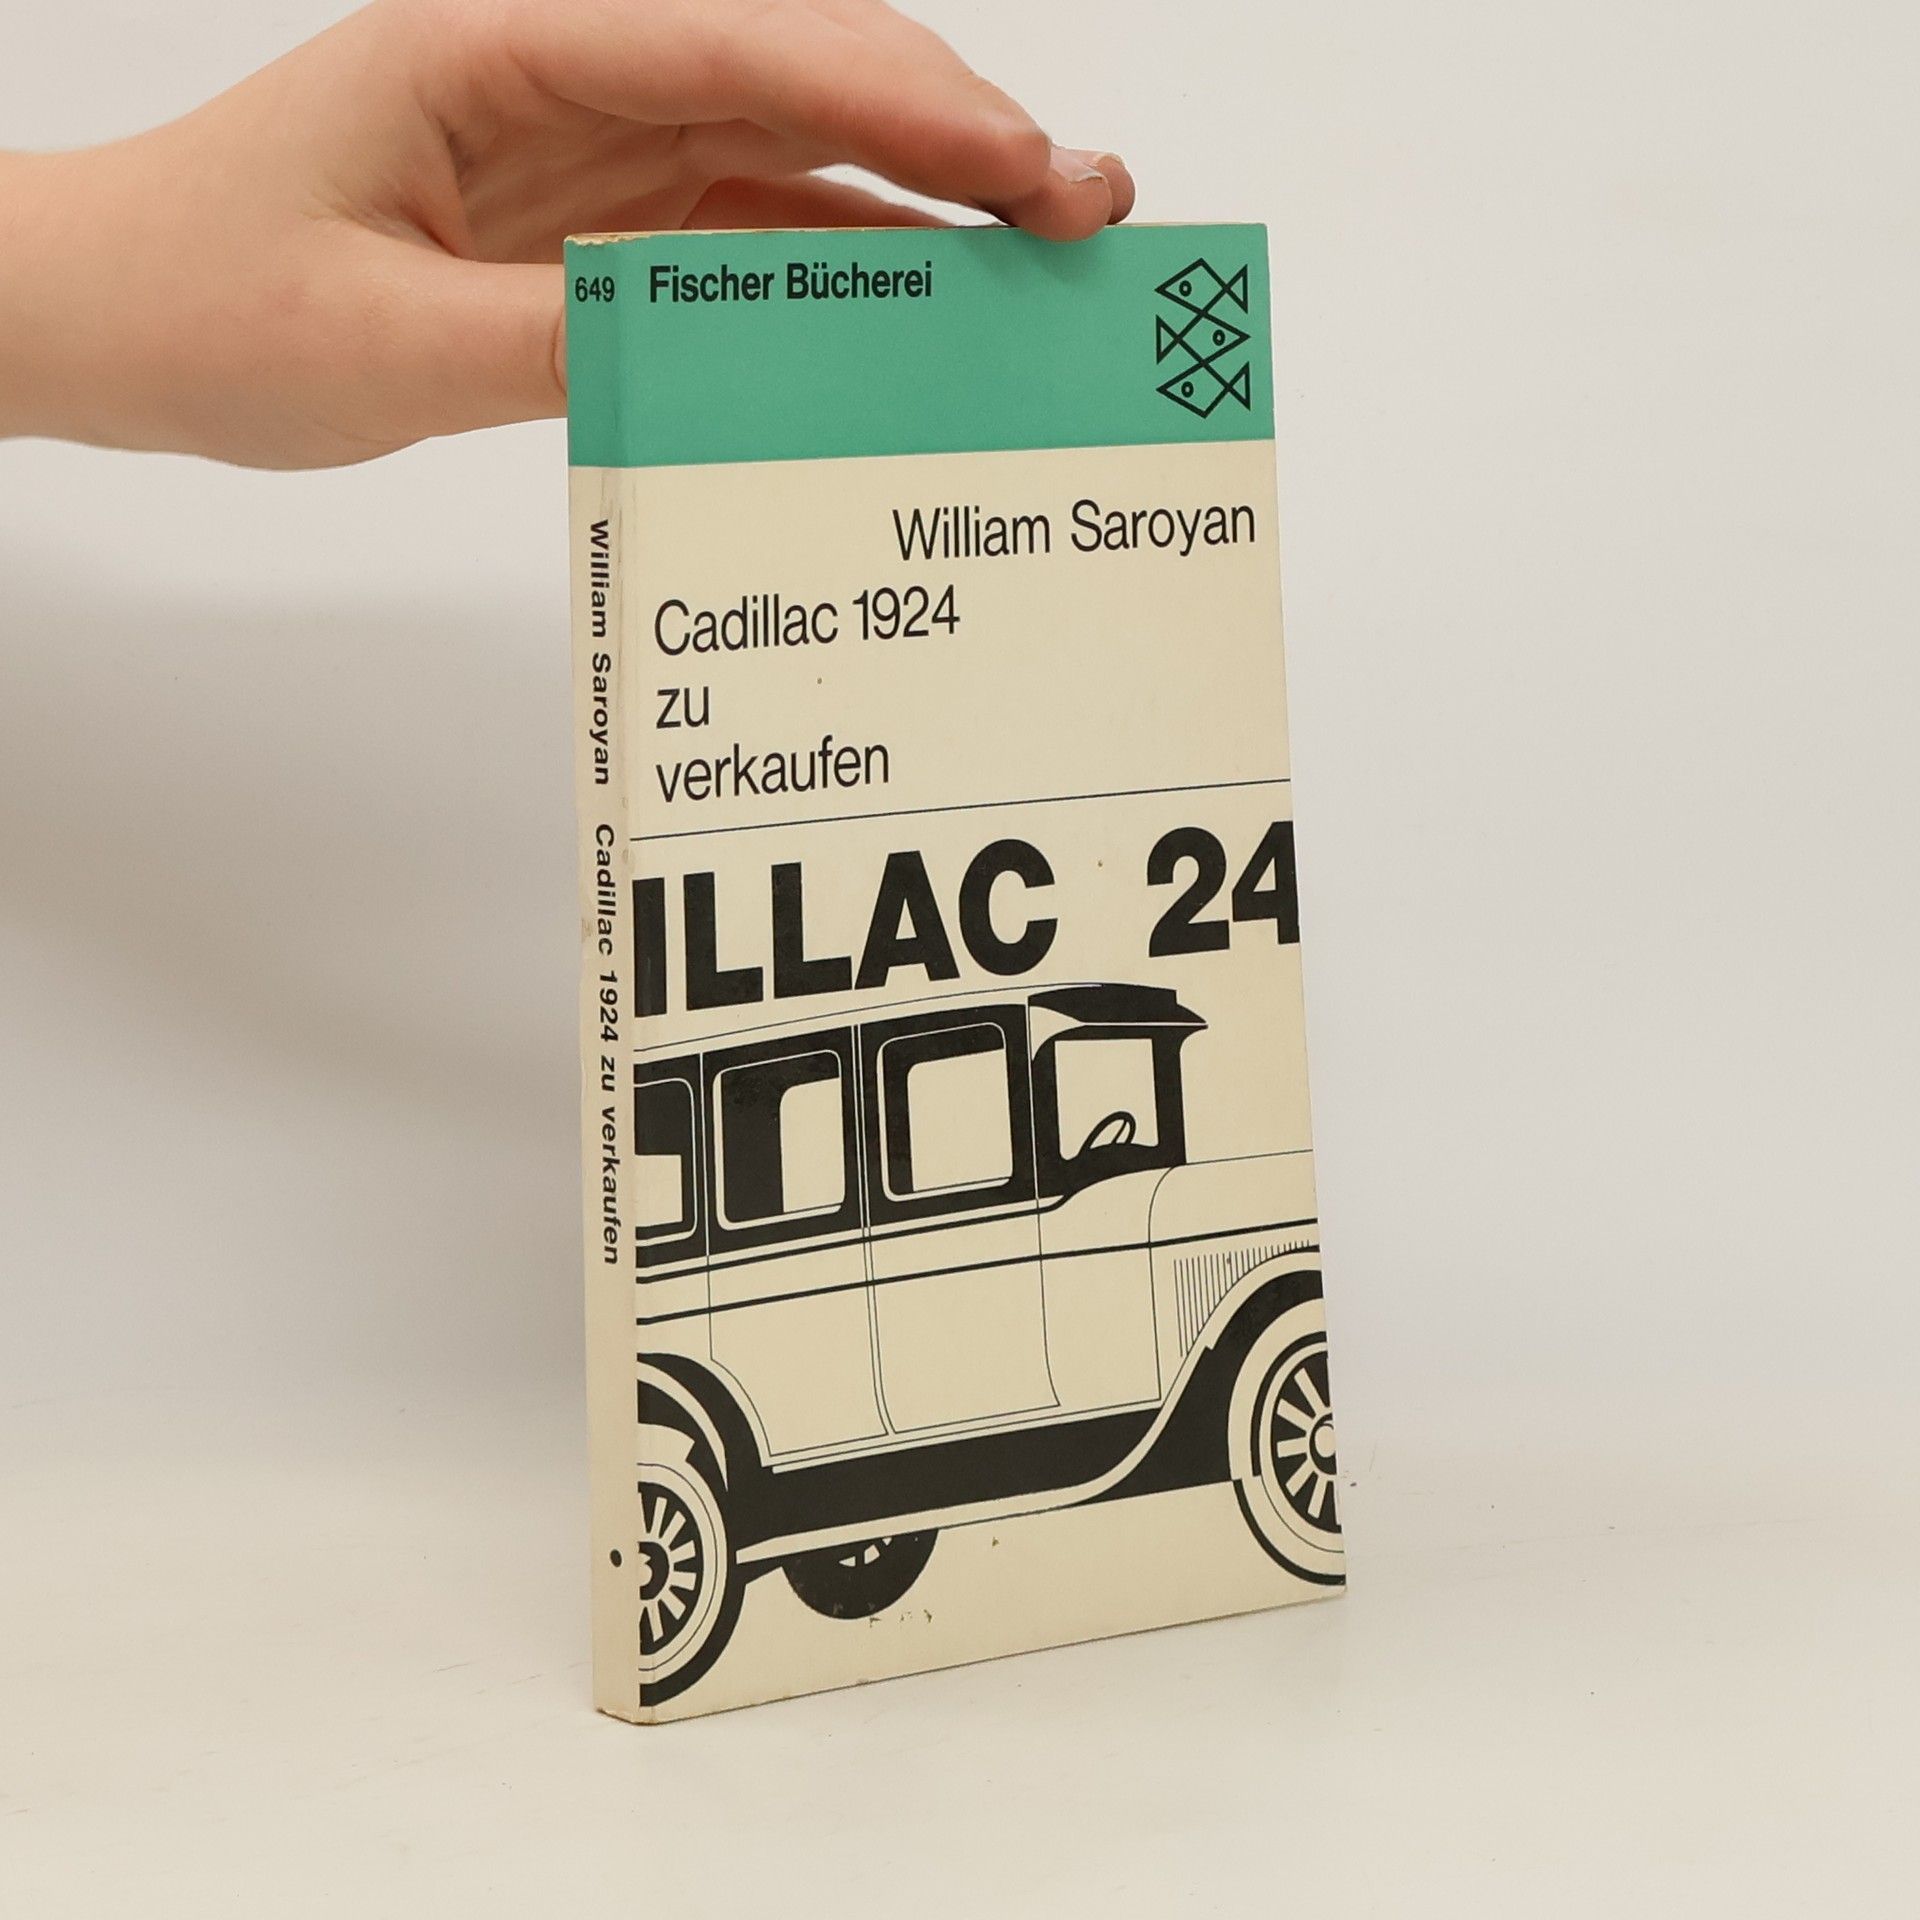 649
Fischer Bücherei
William Saroyan
Cadillac 1924
zu
verkaufen
ILLAC 24
William Saroyan Cadillac 1924 zu verkaufen